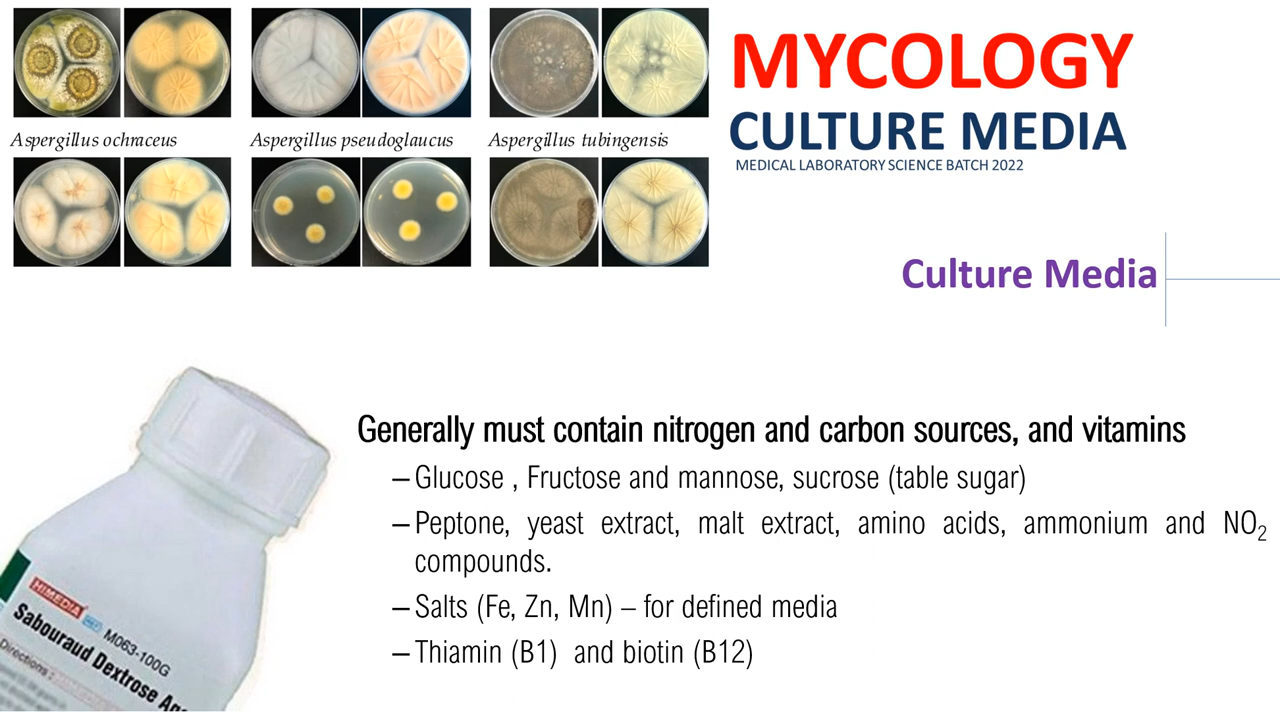 MYCOLOGY
CULTURE MEDIA
MEDICAL LABORATORY SCIENCE BATCH 2022
Aspergillus ochraceus
Aspergillus pseudoglaucus
Aspergillus tubingensis
Culture Media
Generally must contain nitrogen and carbon sources, and vitamins
– Glucose , Fructose and mannose, sucrose (table sugar)
– Peptone, yeast extract, malt extract, amino acids, ammonium and NO₂
compounds.
– Salts (Fe, Zn, Mn) – for defined media
– Thiamin (B1) and biotin (B12)
HIMEDIA REF M063-100G
Sabouraud Dextrose Aga
Directions :